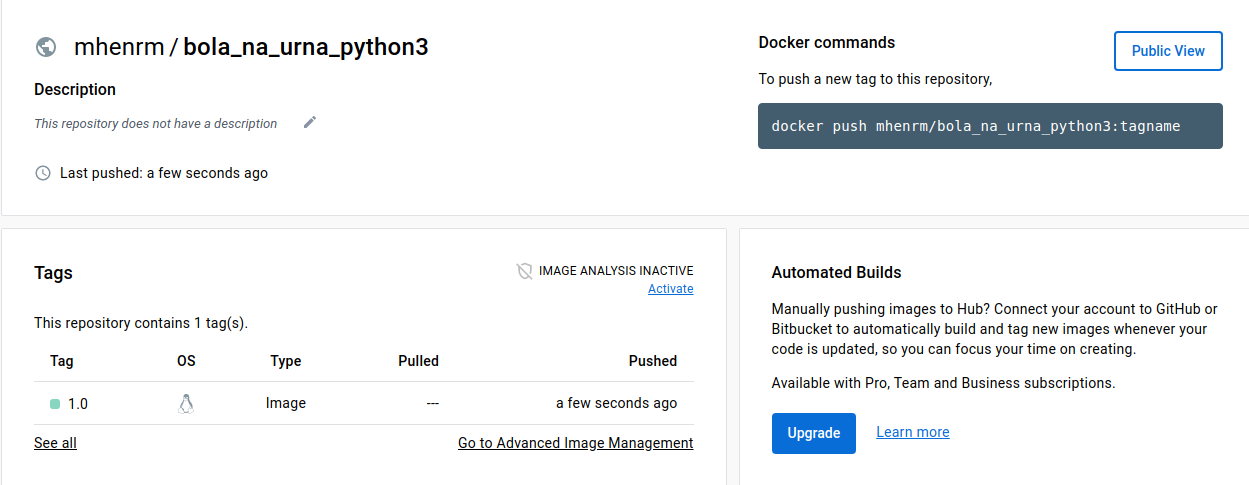 mhenrm / bola_na_urna_python3
Description
This repository does not have a description
Last pushed: a few seconds ago
Docker commands
Public View
To push a new tag to this repository,
docker push mhenrm/bola_na_urna_python3:tagname
Tags
IMAGE ANALYSIS INACTIVE
Activate
This repository contains 1 tag(s).
Tag OS Type Pulled Pushed
1.0 Image --- a few seconds ago
See all
Go to Advanced Image Management
Automated Builds
Manually pushing images to Hub? Connect your account to GitHub or
Bitbucket to automatically build and tag new images whenever your
code is updated, so you can focus your time on creating.
Available with Pro, Team and Business subscriptions.
Upgrade
Learn more